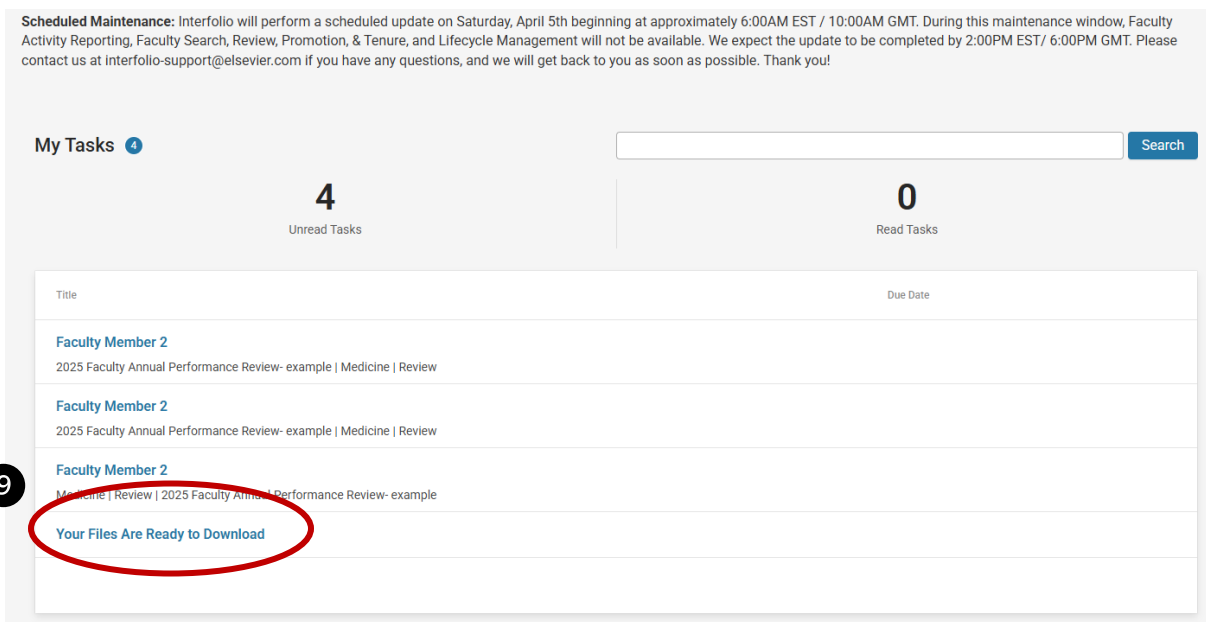 Scheduled Maintenance: Interfolio will perform a scheduled update on Saturday, April 5th beginning at approximately 6:00AM EST / 10:00AM GMT. During this maintenance window, Faculty
Activity Reporting, Faculty Search, Review, Promotion, & Tenure, and Lifecycle Management will not be available. We expect the update to be completed by 2:00PM EST/ 6:00PM GMT. Please
contact us at interfolio-support@elsevier.com if you have any questions, and we will get back to you as soon as possible. Thank you!
My Tasks 4
Search
4
Unread Tasks
0
Read Tasks
Title
Due Date
Faculty Member 2
2025 Faculty Annual Performance Review- example | Medicine | Review
Faculty Member 2
2025 Faculty Annual Performance Review- example | Medicine | Review
Faculty Member 2
Medicine | Review | 2025 Faculty Annual Performance Review- example
9
Your Files Are Ready to Download